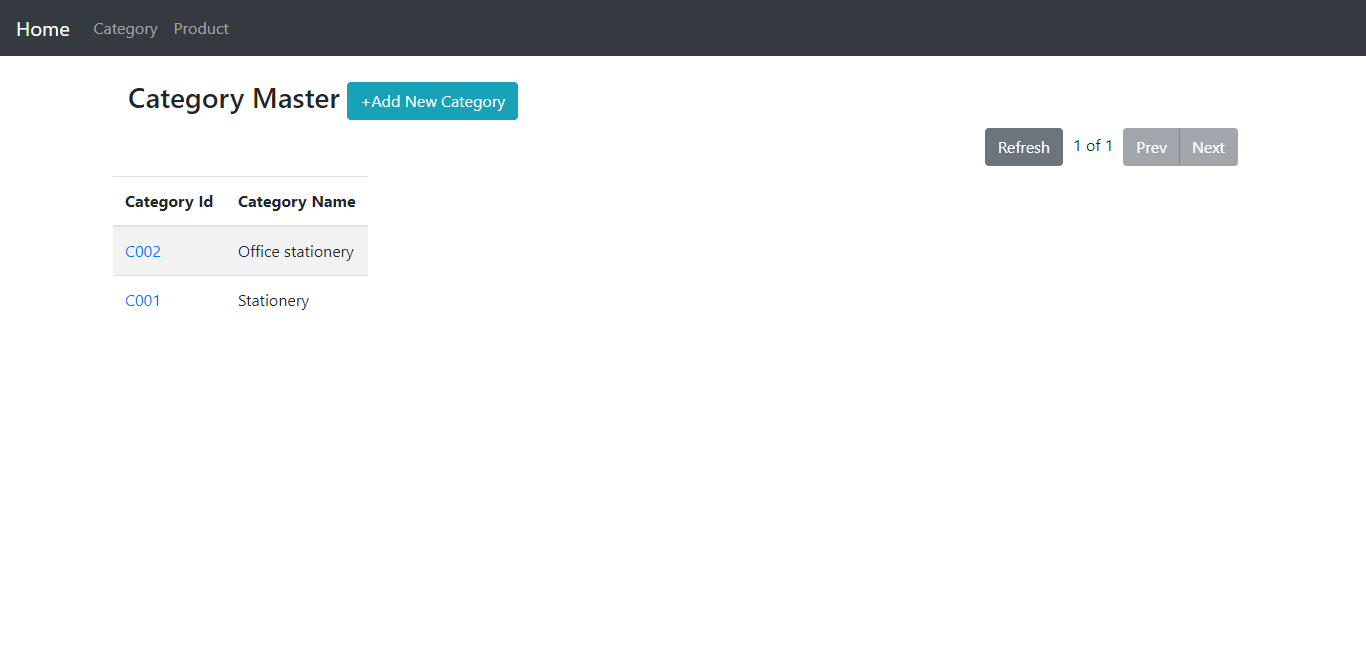 Home Category Product
Category Master +Add New Category
Refresh 1 of 1 Prev Next
Category Id Category Name
C002 Office stationery
C001 Stationery